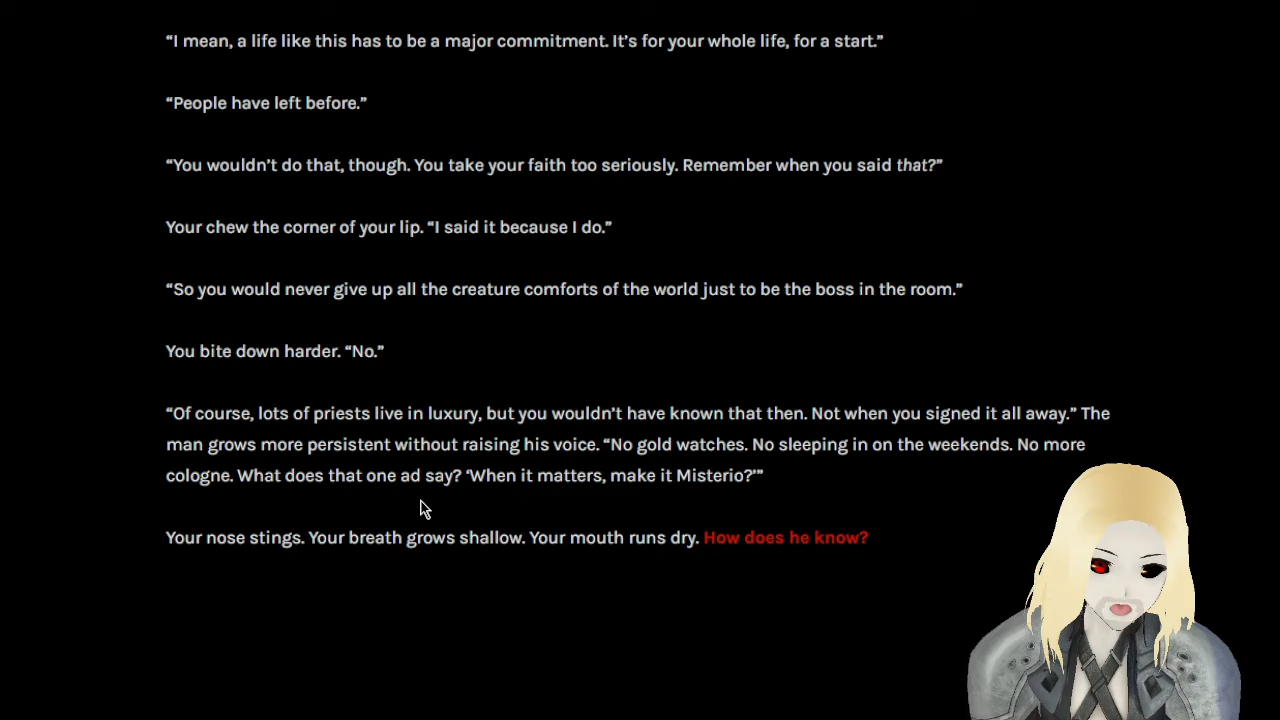 “I mean, a life like this has to be a major commitment. It’s for your whole life, for a start.”
“People have left before.”
“You wouldn’t do that, though. You take your faith too seriously. Remember when you said that?”
Your chew the corner of your lip. “I said it because I do.”
“So you would never give up all the creature comforts of the world just to be the boss in the room.”
You bite down harder. “No.”
“Of course, lots of priests live in luxury, but you wouldn’t have known that then. Not when you signed it all away.” The
man grows more persistent without raising his voice. “No gold watches. No sleeping in on the weekends. No more
cologne. What does that one ad say? ‘When it matters, make it Misterio?’”
Your nose stings. Your breath grows shallow. Your mouth runs dry. How does he know?